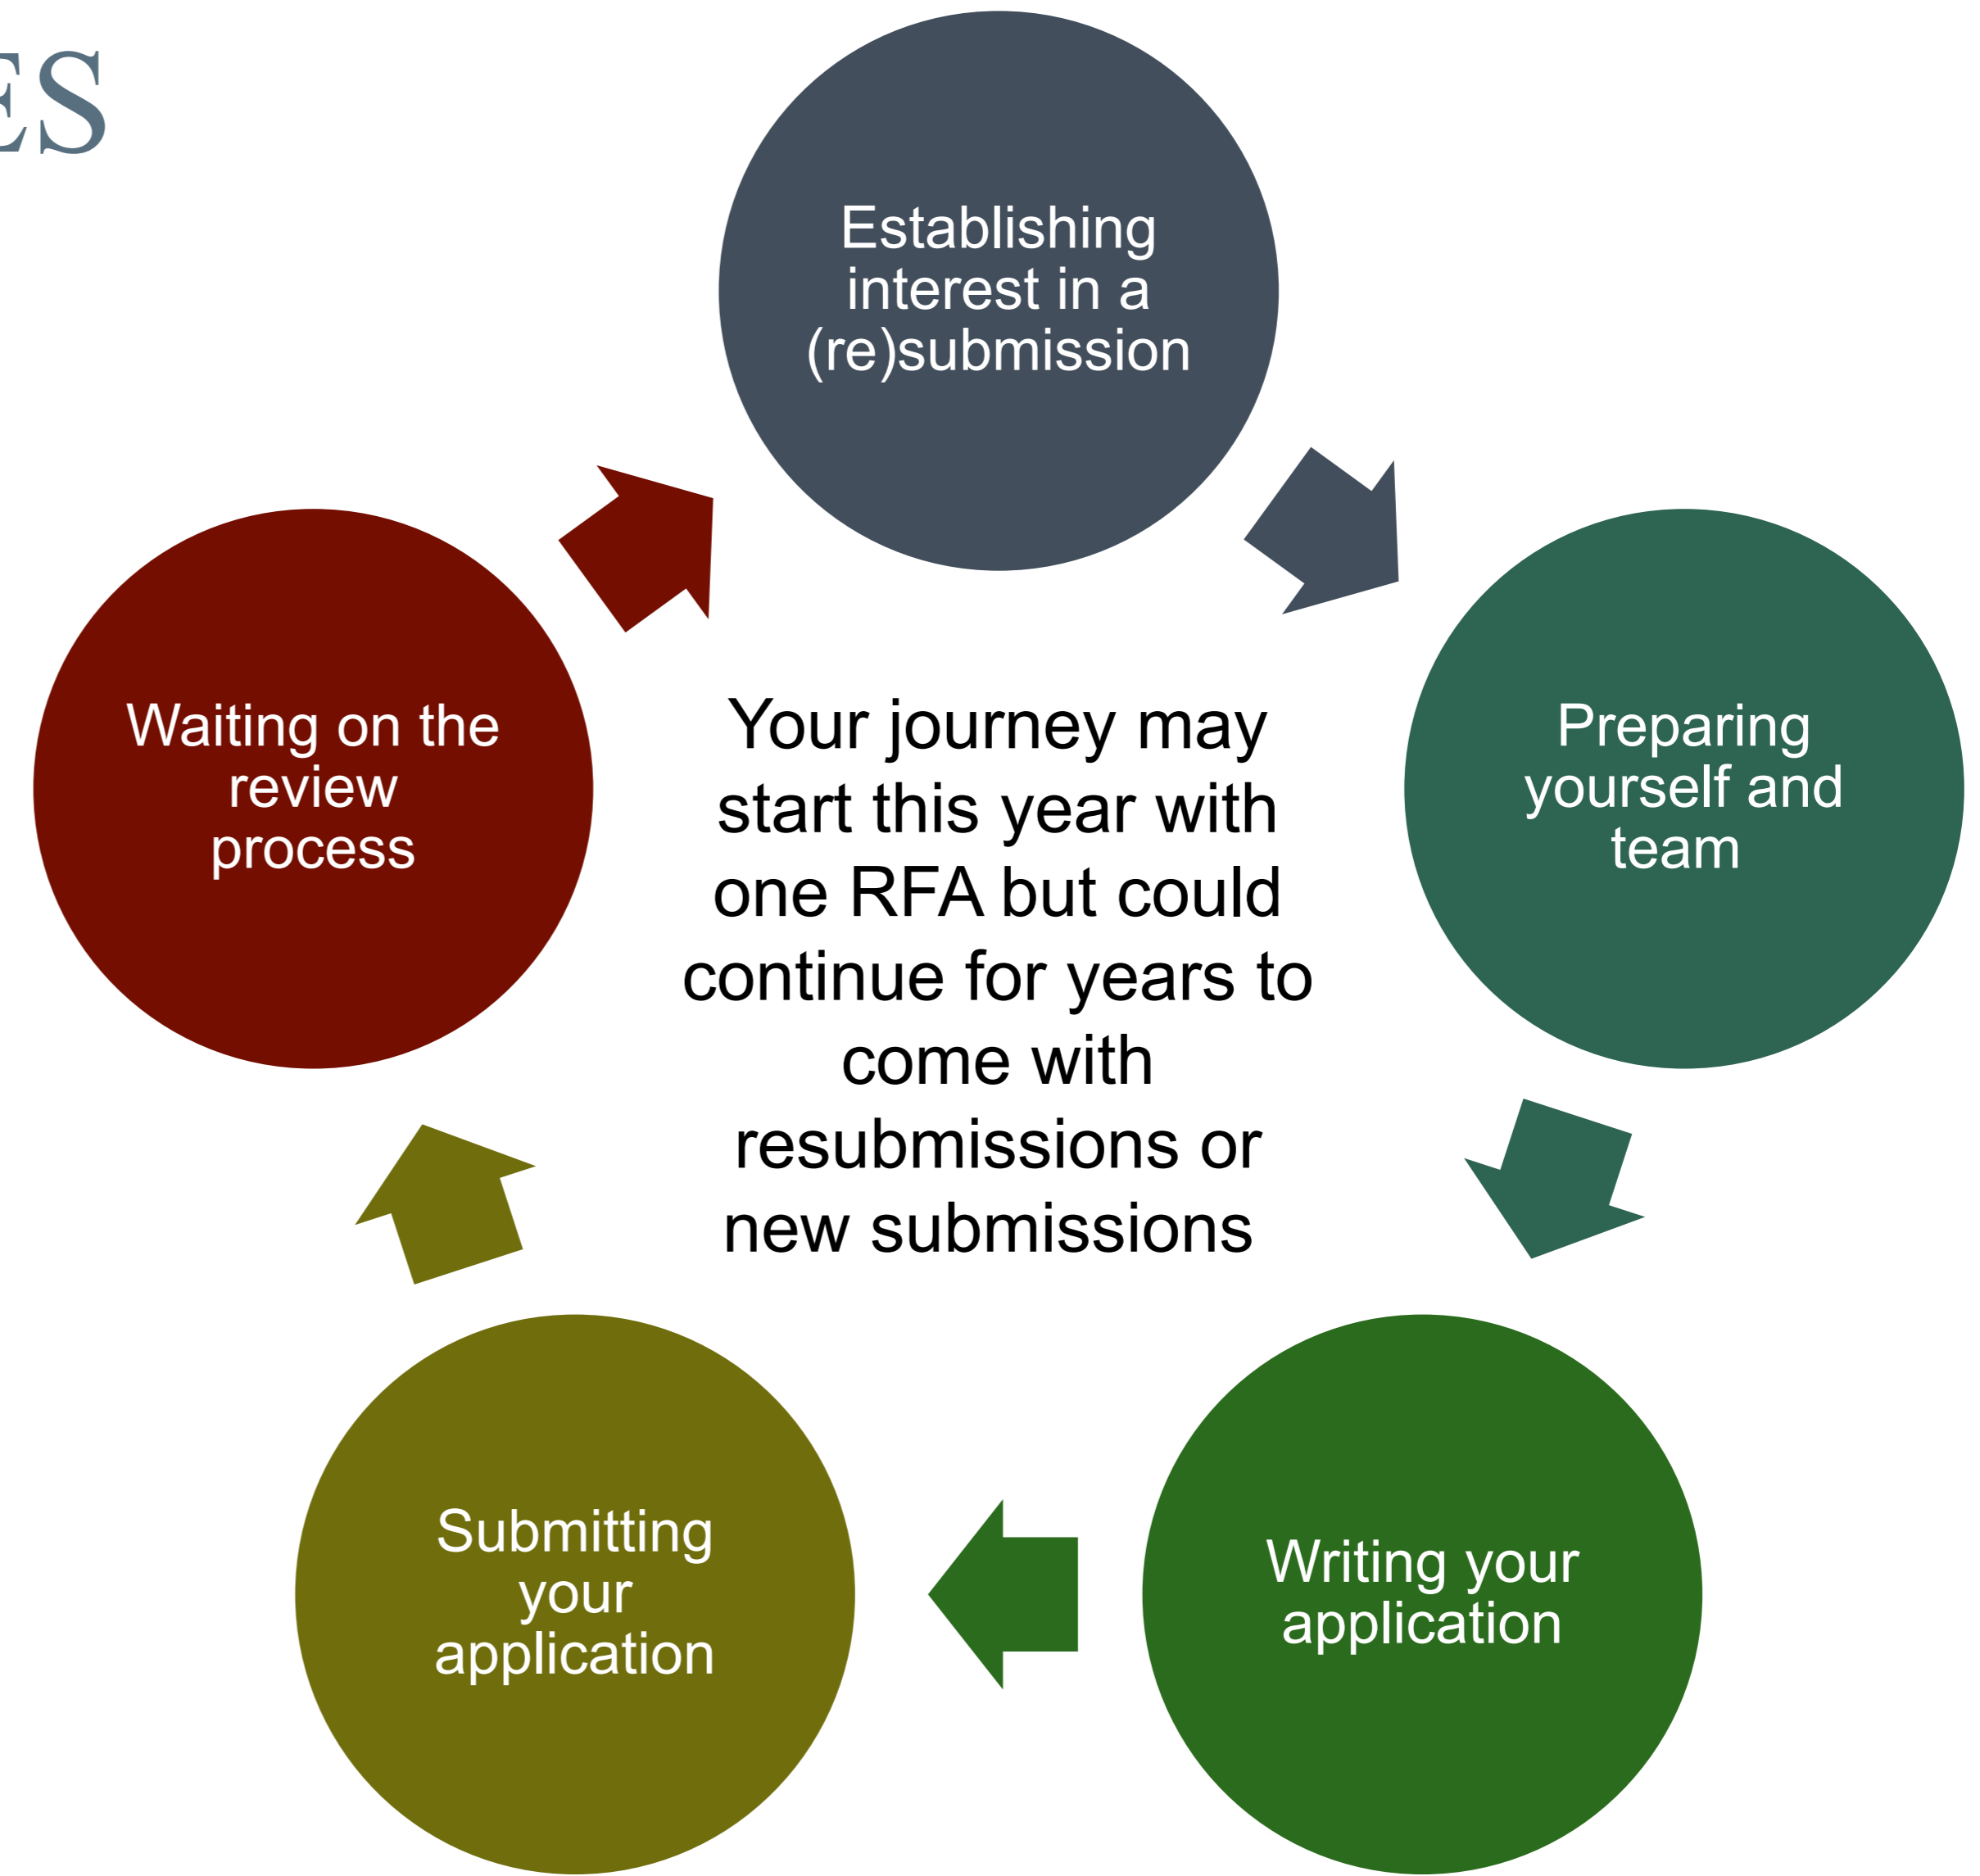 ES
Establishing
interest in a
(re)submission
Preparing
yourself and
team
Writing your
application
Submitting
your
application
Waiting on the
review
process
Your journey may
start this year with
one RFA but could
continue for years to
come with
resubmissions or
new submissions